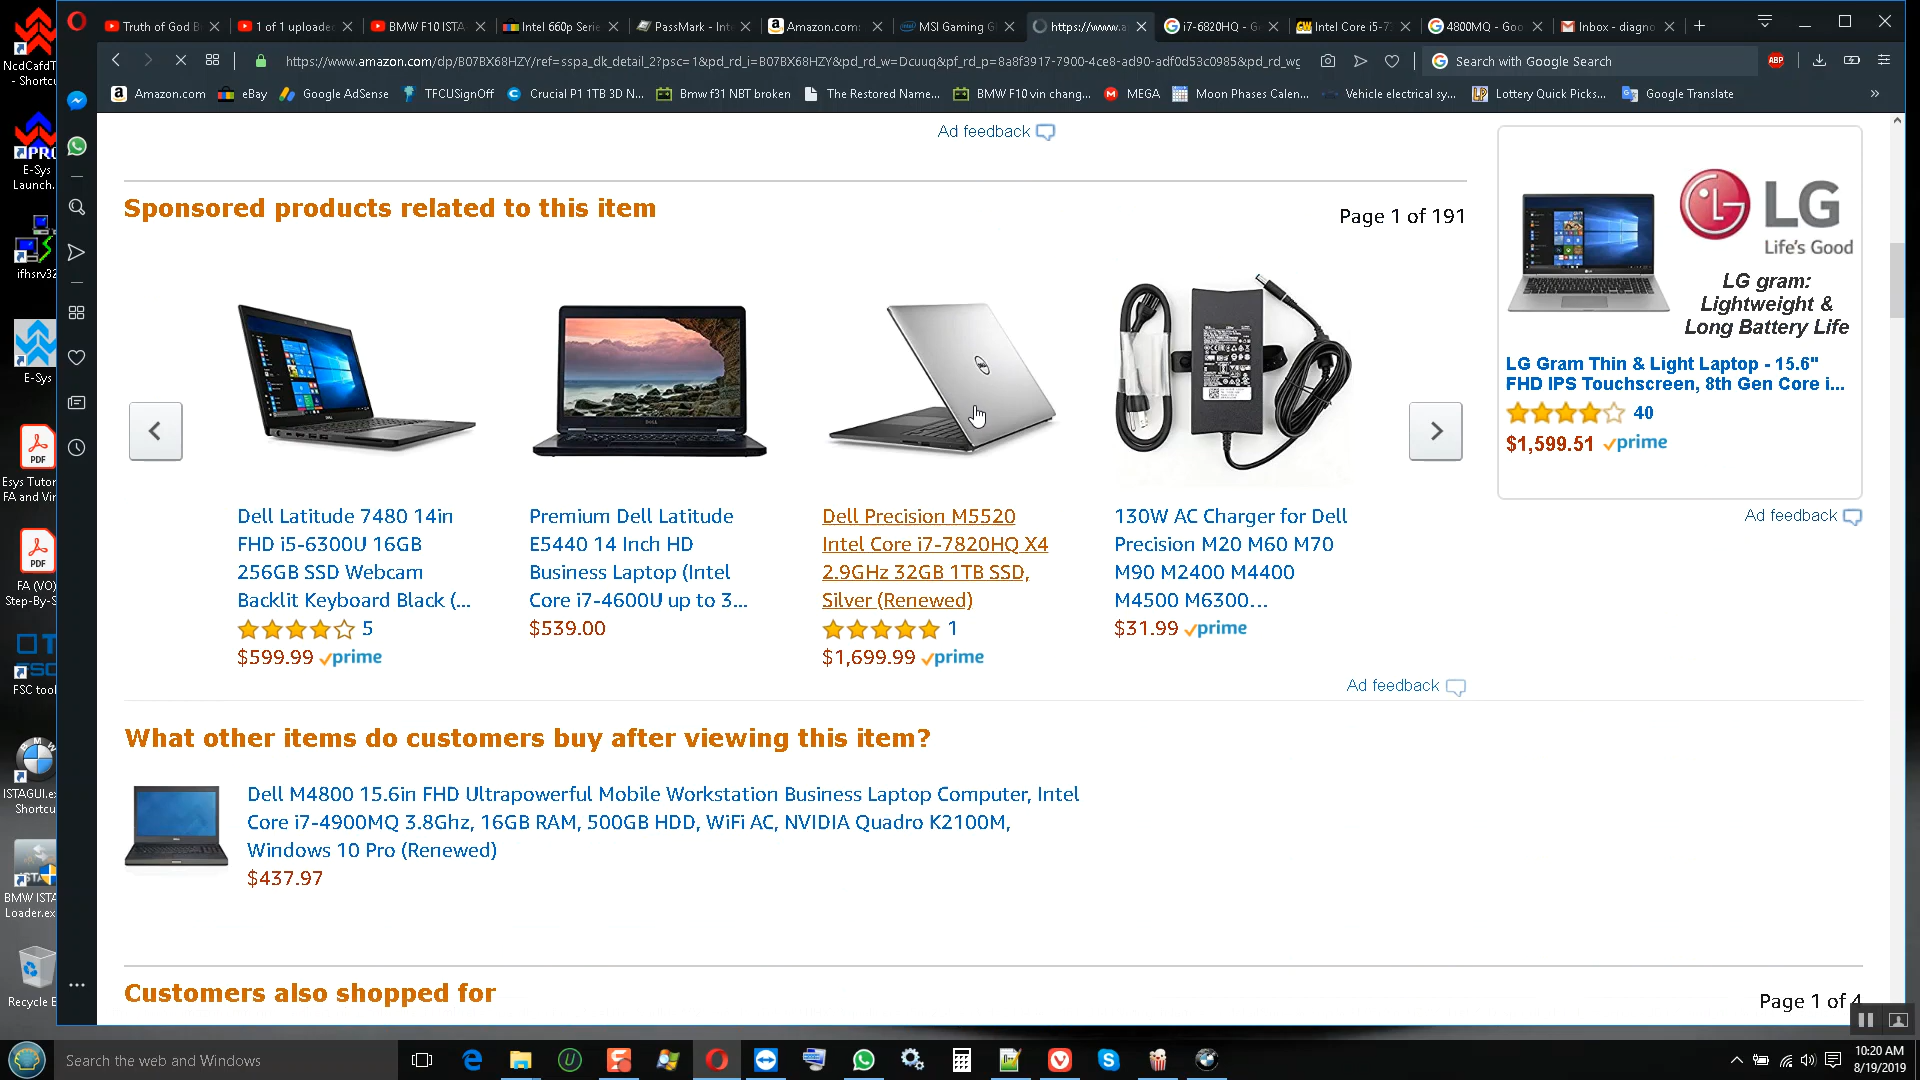 Truth of God B
1 of 1 uploade
BMW F10 ISTA
Intel 660p Serie
PassMark - Int
Amazon.com:
MSI Gaming G
https://www.a
i7-6820HQ - G
Intel Core i5-7
4800MQ - Goo
Inbox - diagno
https://www.amazon.com/dp/B07BX68HZY/ref=sspa_dk_detail_2?psc=1&pd_rd_i=B07BX68HZY&pd_rd_w=Dcuuq&pf_rd_p=8a8f3917-7900-4ce8-ad90-adf0d53c0985&pd_rd_wg
Search with Google Search
ABP
Amazon.com
eBay
Google AdSense
TFCUSignOff
Crucial P1 1TB 3D N...
Bmw f31 NBT broken
The Restored Name...
BMW F10 vin chang...
MEGA
Moon Phases Calen...
Vehicle electrical sy...
Lottery Quick Picks...
Google Translate
NcdCafdT
- Shortcu
E-Sys
Launch.
ifhsrv32
E-Sys
PDF
Esys Tutor
FA and Vir
PDF
FA (VO)
Step-By-S
FSC tool
ISTAGUI.ex
Shortcu
BMW ISTA
Loader.ex
Recycle B
Ad feedback
Sponsored products related to this item
Page 1 of 191
Dell Latitude 7480 14in
FHD i5-6300U 16GB
256GB SSD Webcam
Backlit Keyboard Black (...
5
$599.99 prime
Premium Dell Latitude
E5440 14 Inch HD
Business Laptop (Intel
Core i7-4600U up to 3...
$539.00
Dell Precision M5520
Intel Core i7-7820HQ X4
2.9GHz 32GB 1TB SSD,
Silver (Renewed)
1
$1,699.99 prime
130W AC Charger for Dell
Precision M20 M60 M70
M90 M2400 M4400
M4500 M6300...
$31.99 prime
Ad feedback
LG
Life's Good
LG gram:
Lightweight &
Long Battery Life
LG Gram Thin & Light Laptop - 15.6"
FHD IPS Touchscreen, 8th Gen Core i...
40
$1,599.51 prime
Ad feedback
What other items do customers buy after viewing this item?
Dell M4800 15.6in FHD Ultrapowerful Mobile Workstation Business Laptop Computer, Intel
Core i7-4900MQ 3.8Ghz, 16GB RAM, 500GB HDD, WiFi AC, NVIDIA Quadro K2100M,
Windows 10 Pro (Renewed)
$437.97
Customers also shopped for
Page 1 of 4
Search the web and Windows
10:20 AM
8/19/2019